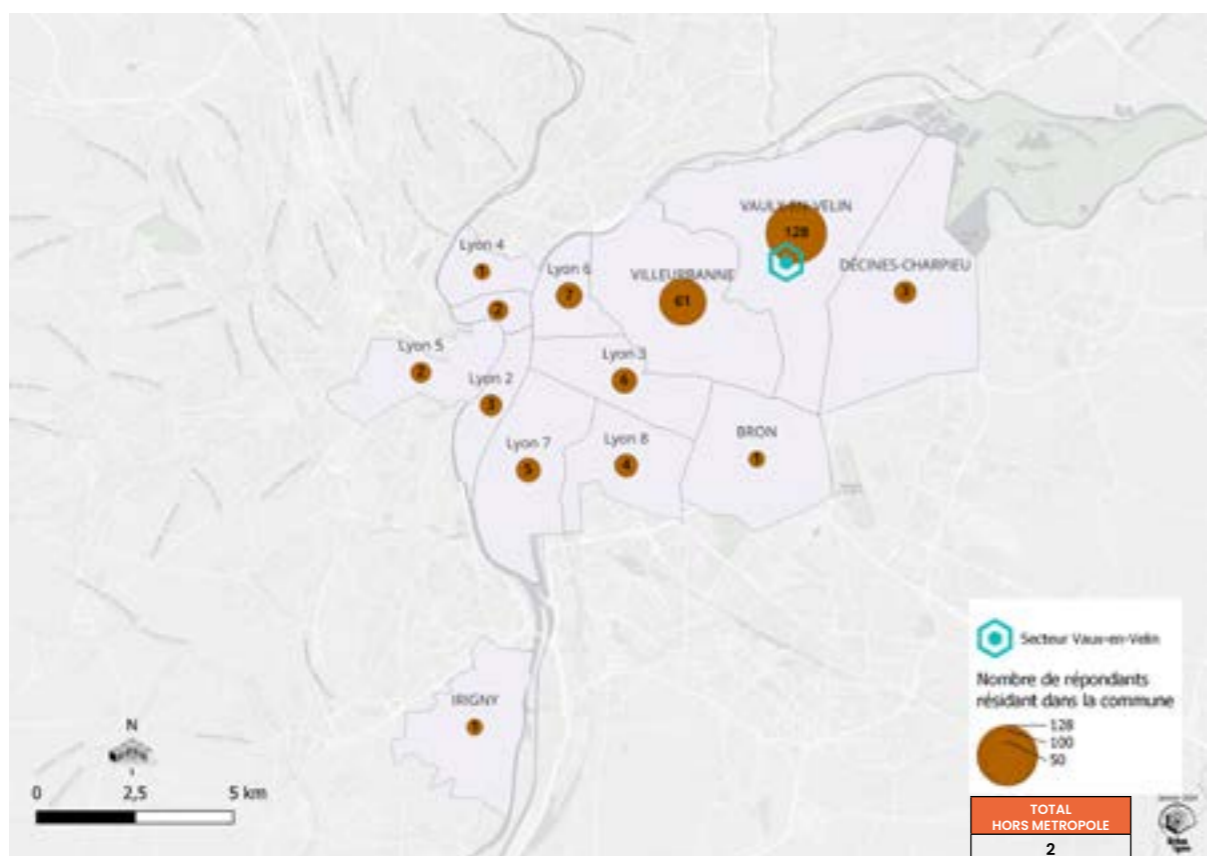 VAULX-EN-VELIN
128
Lyon 4
1
Lyon 6
7
VILLEURBANNE
61
DÉCINES-CHARPIEU
3
2
Lyon 5
2
Lyon 3
6
Lyon 2
3
Lyon 7
5
Lyon 8
4
BRON
1
IRIGNY
1
N
0 2,5 5 km
Secteur Vaux-en-Velin
Nombre de répondants
résidant dans la commune
128
100
50
TOTAL
HORS METROPOLE
2